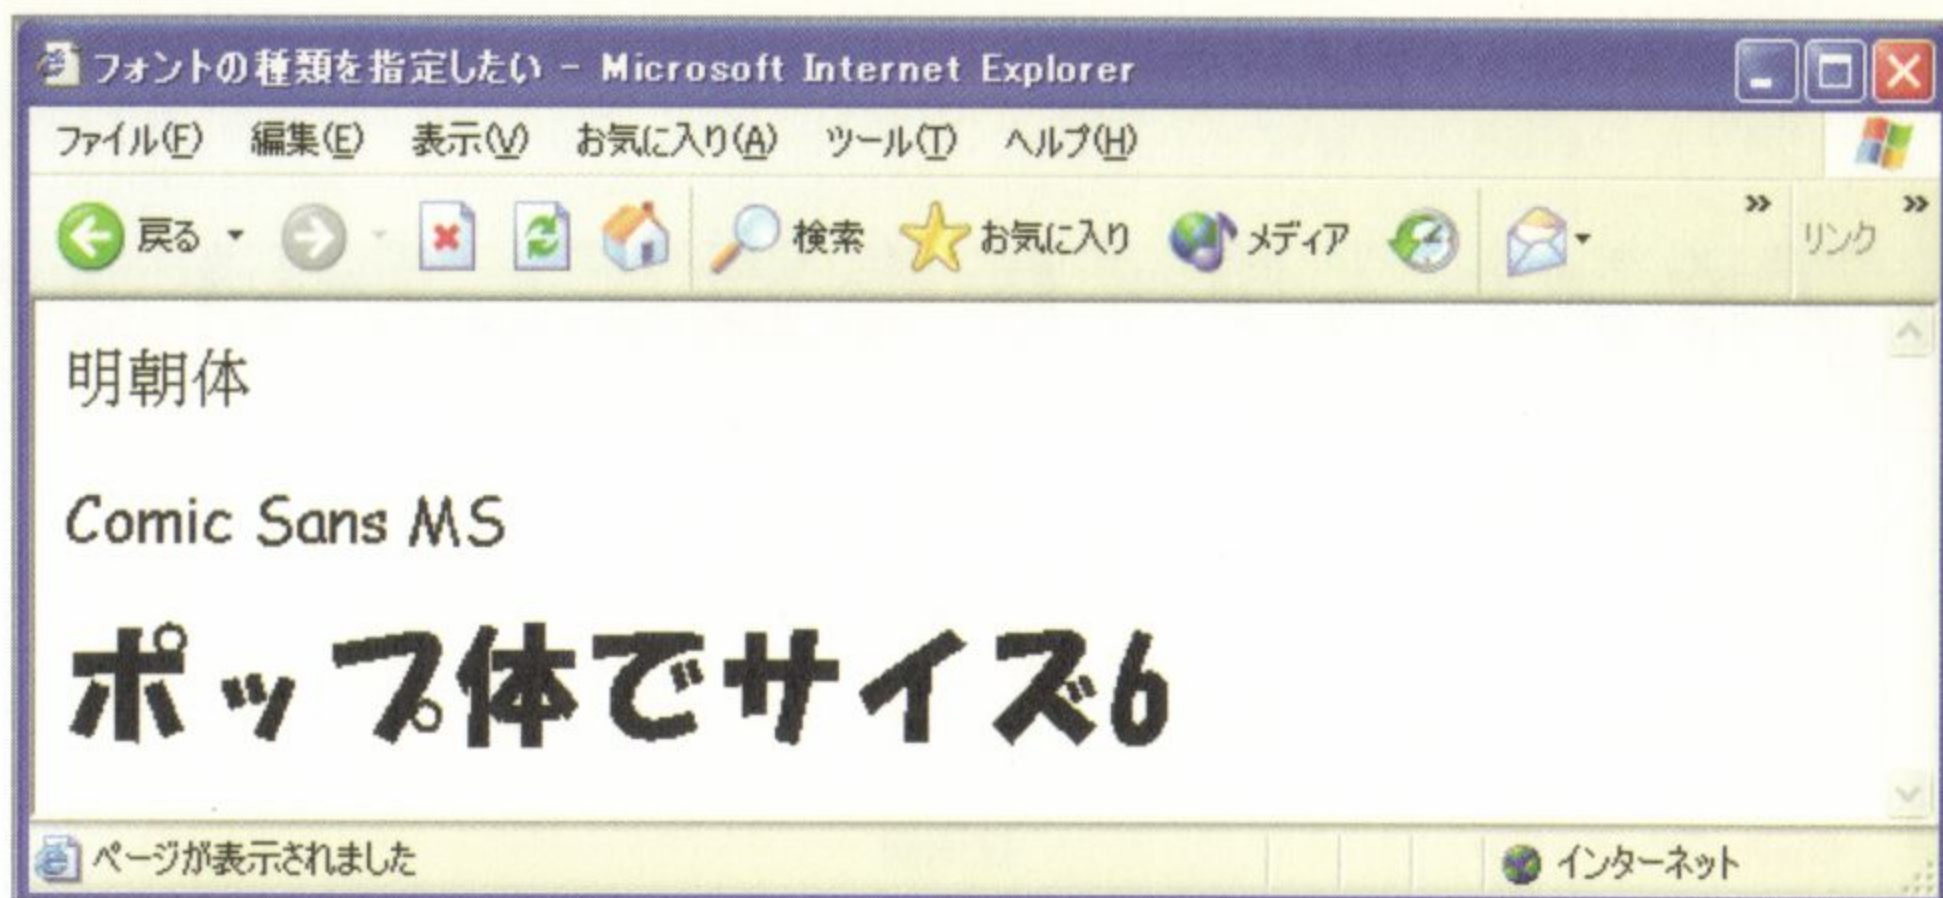 フォントの種類を指定したい - Microsoft Internet Explorer
ファイル(F) 編集(E) 表示(V) お気に入り(A) ツール(T) ヘルプ(H)
戻る 検索 お気に入り メディア » リンク »
明朝体
Comic Sans MS
ポップ体でサイズ6
ページが表示されました インターネット